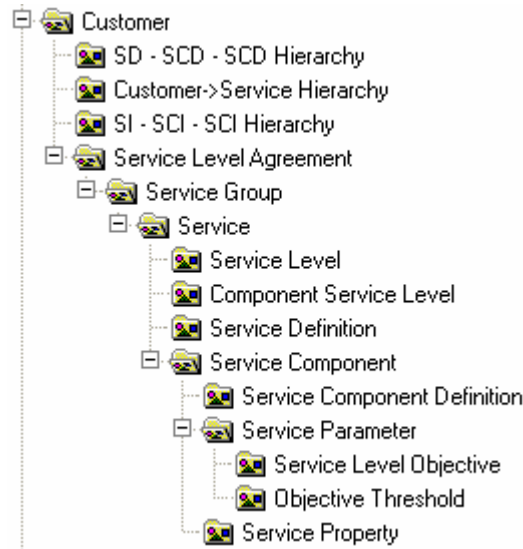 Customer
SD - SCD - SCD Hierarchy
Customer->Service Hierarchy
SI - SCI - SCI Hierarchy
Service Level Agreement
Service Group
Service
Service Level
Component Service Level
Service Definition
Service Component
Service Component Definition
Service Parameter
Service Level Objective
Objective Threshold
Service Property